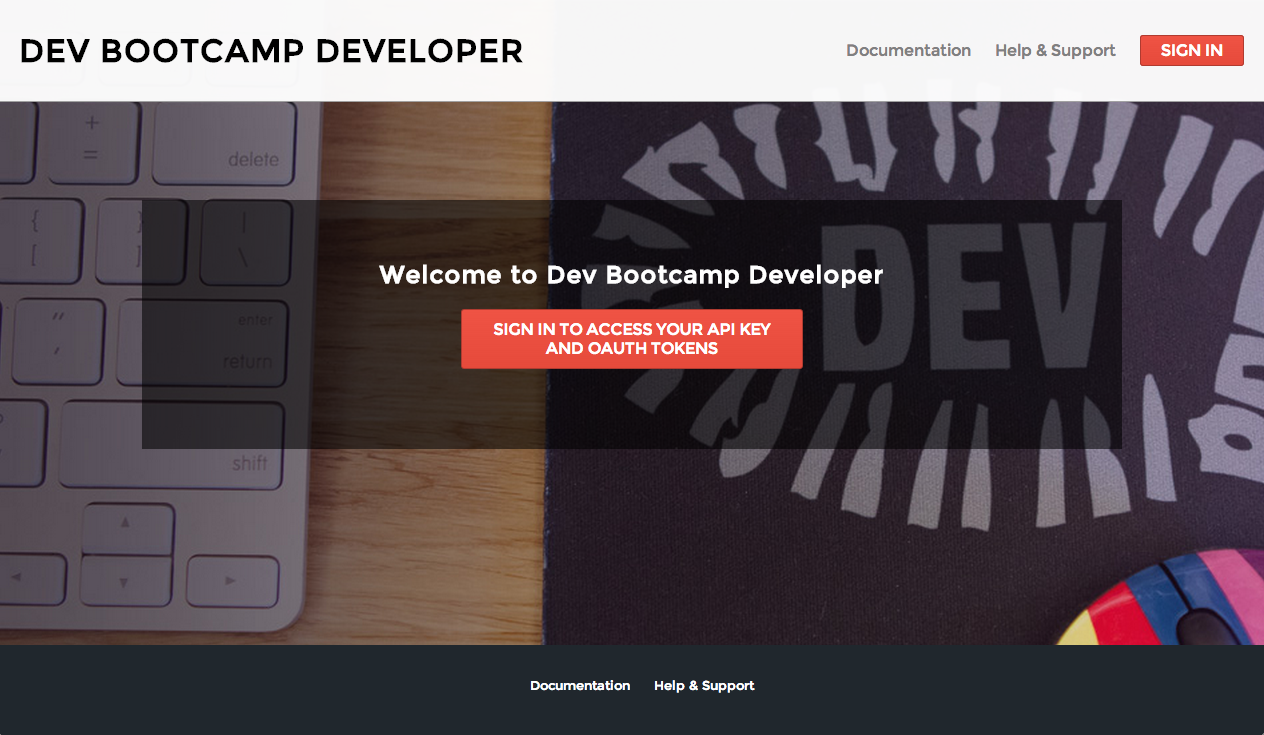 DEV BOOTCAMP DEVELOPER
Documentation Help & Support SIGN IN
+
=
delete
{
[
}
|
\
Welcome to Dev Bootcamp Developer
DEV
SIGN IN TO ACCESS YOUR API KEY
AND OAUTH TOKENS
"
'
enter
return
shift
Documentation Help & Support